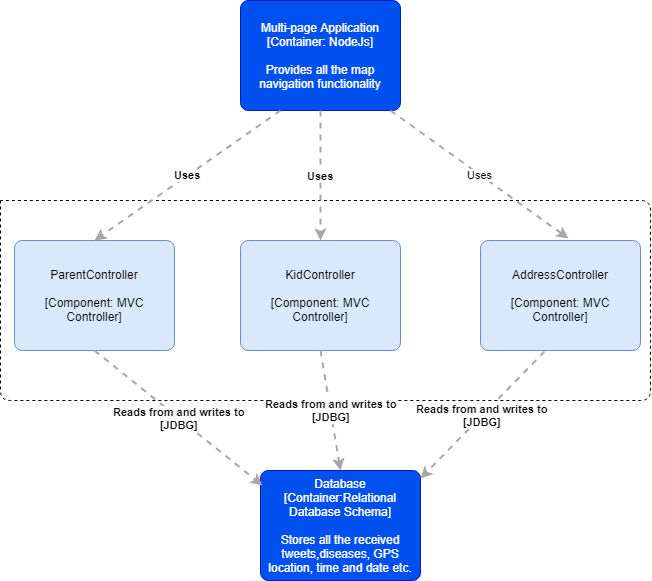 Multi-page Application
[Container: NodeJs]
Provides all the map
navigation functionality
Uses
Uses
Uses
ParentController
[Component: MVC
Controller]
KidController
[Component: MVC
Controller]
AddressController
[Component: MVC
Controller]
Reads from and writes to
[JDBG]
Reads from and writes to
[JDBG]
Reads from and writes to
[JDBG]
Database
[Container:Relational
Database Schema]
Stores all the received
tweets,diseases, GPS
location, time and date etc.